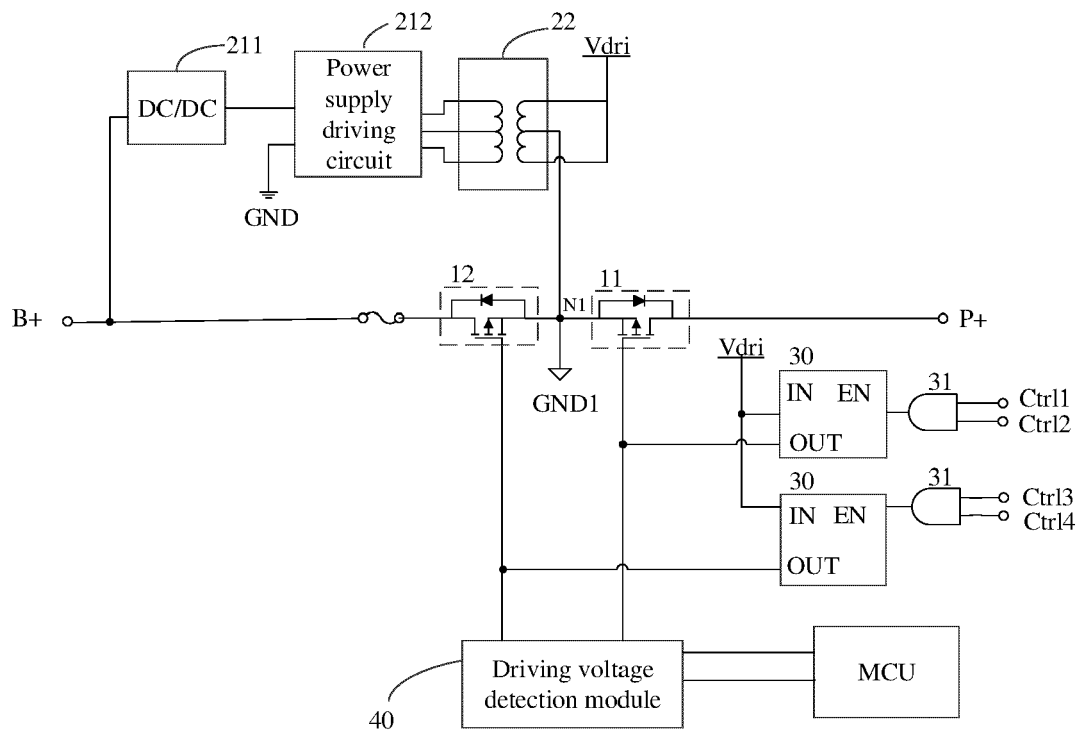 211
212
22
Vdri
DC/DC
Power
supply
driving
circuit
GND
12
11
B+
N1
P+
GND1
Vdri
30
31
IN EN
OUT
Ctrl1
Ctrl2
30
31
IN EN
OUT
Ctrl3
Ctrl4
Driving voltage
detection module
MCU
40